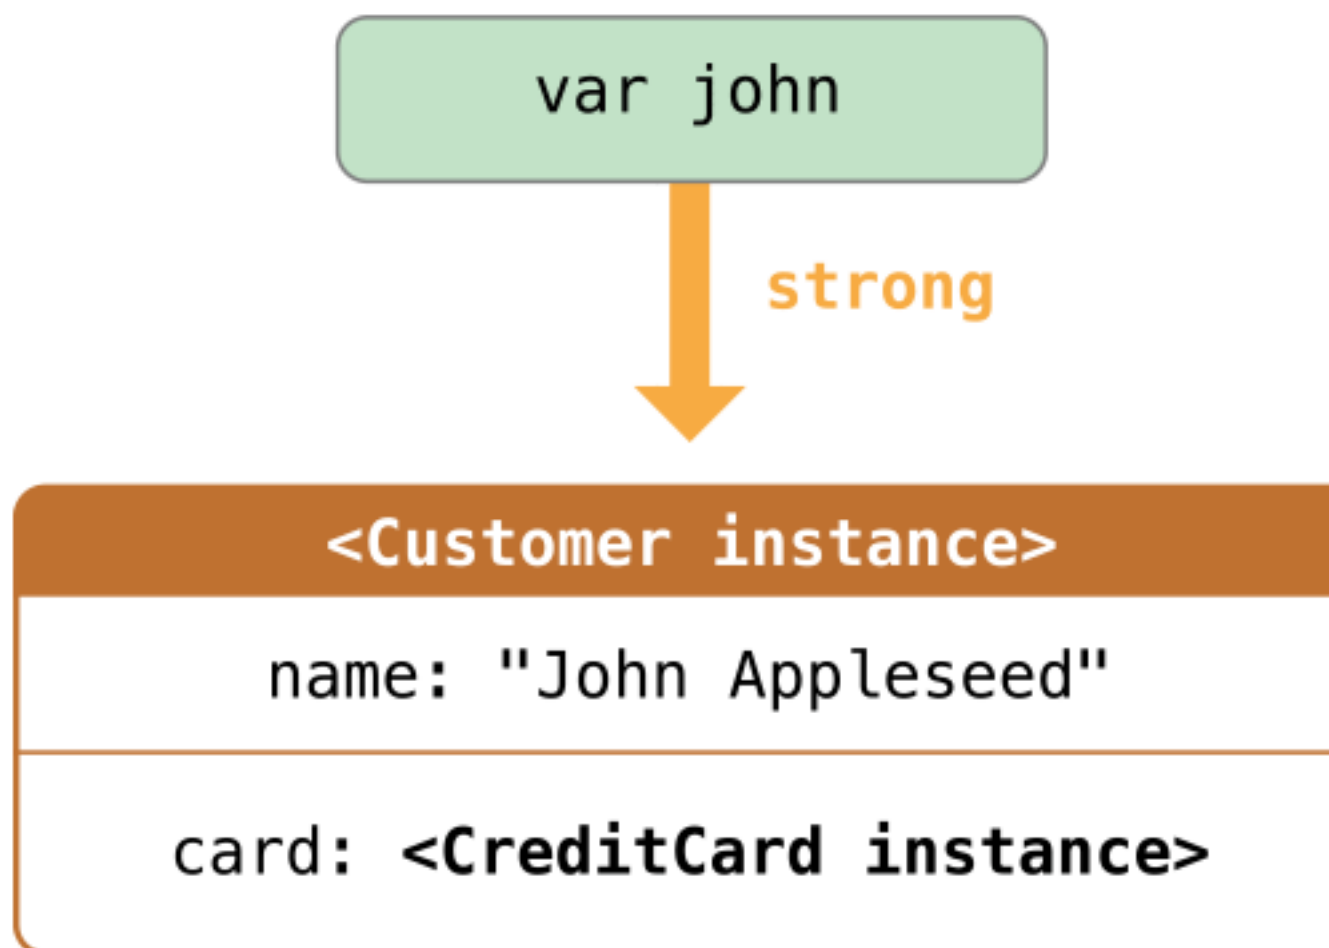 var john
strong
<Customer instance>
name: "John Appleseed"
card: <CreditCard instance>